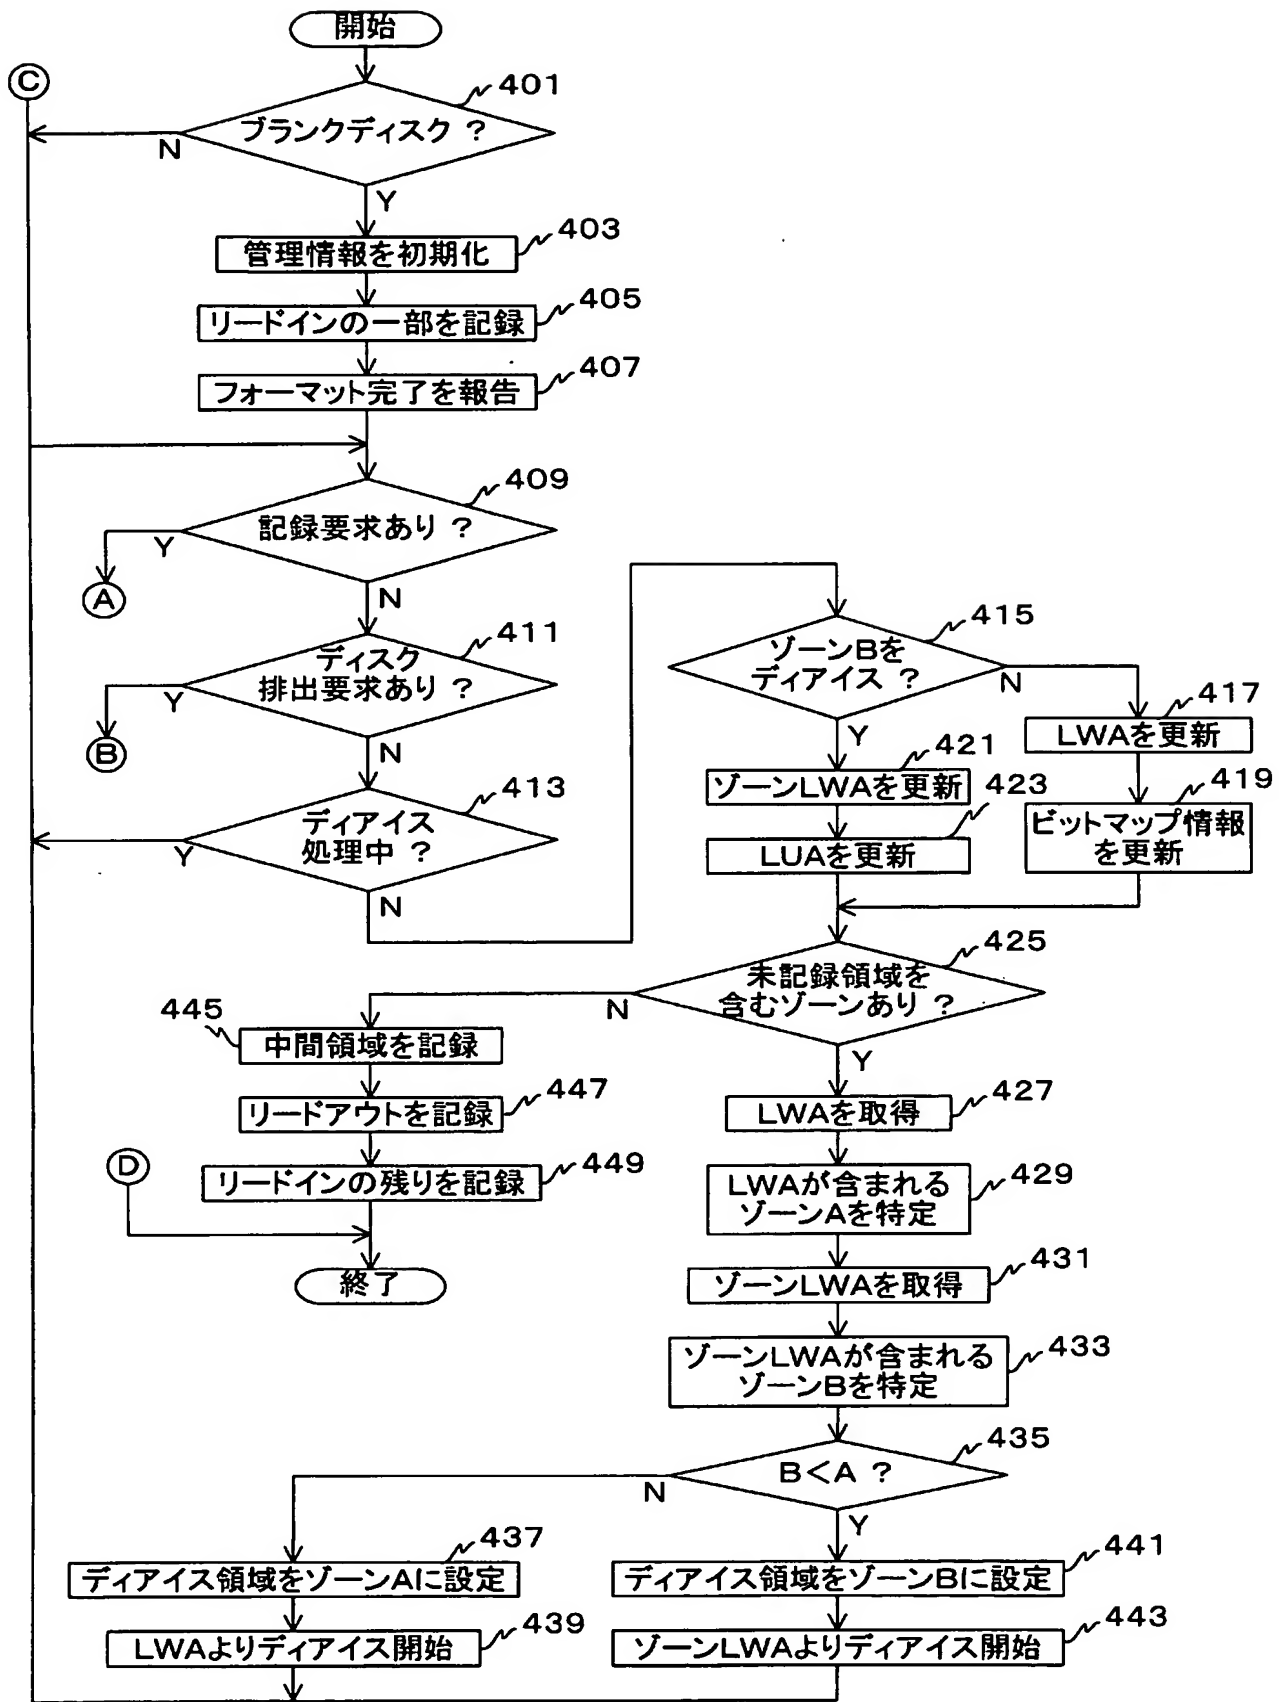 開始
C
401
ブランクディスク ?
N
Y
403
管理情報を初期化
405
リードインの一部を記録
407
フォーマット完了を報告
409
記録要求あり ?
Y
A
N
411
ディスク
排出要求あり ?
Y
B
N
413
ディアイス
処理中 ?
Y
N
415
ゾーンBを
ディアイス ?
N
Y
417
LWAを更新
419
ビットマップ情報
を更新
421
ゾーンLWAを更新
423
LUAを更新
425
未記録領域を
含むゾーンあり ?
N
Y
445
中間領域を記録
447
リードアウトを記録
D
449
リードインの残りを記録
終了
427
LWAを取得
429
LWAが含まれる
ゾーンAを特定
431
ゾーンLWAを取得
433
ゾーンLWAが含まれる
ゾーンBを特定
435
B<A ?
N
Y
437
ディアイス領域をゾーンAに設定
439
LWAよりディアイス開始
441
ディアイス領域をゾーンBに設定
443
ゾーンLWAよりディアイス開始